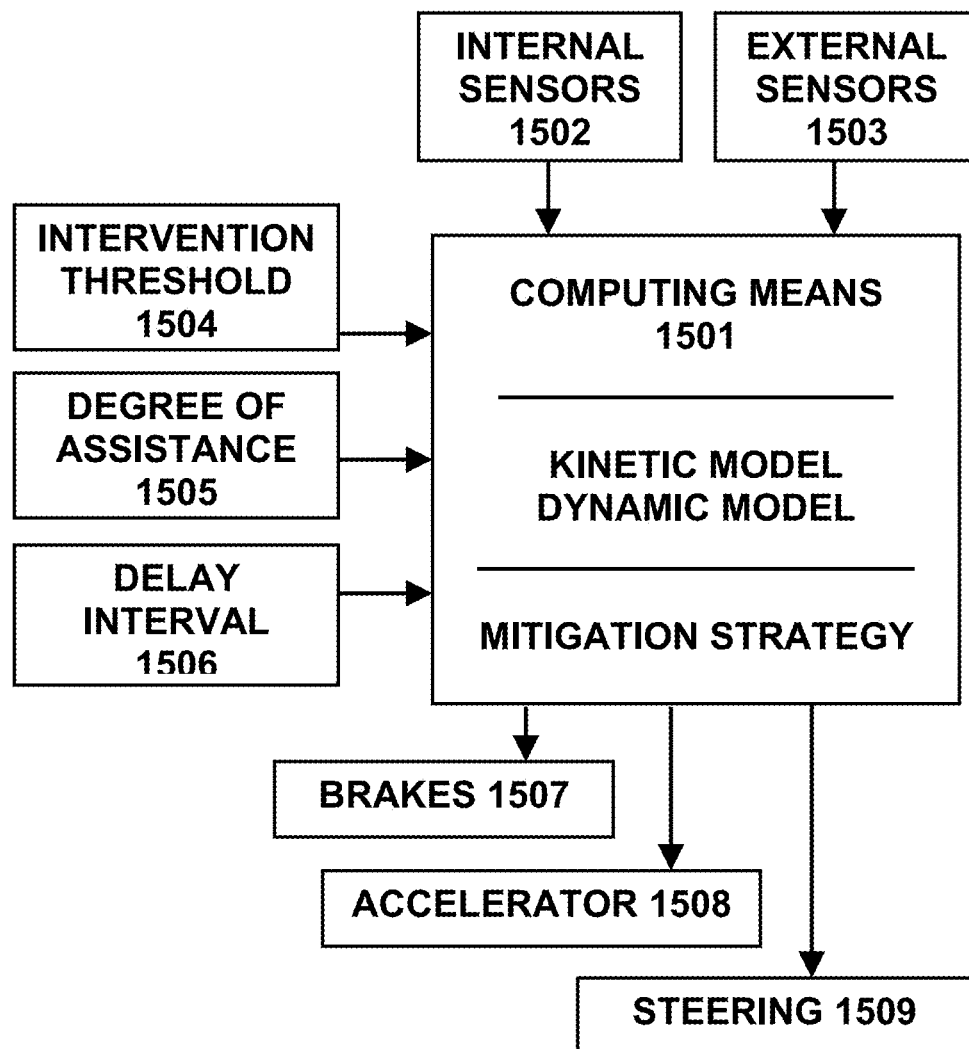 INTERNAL
SENSORS
1502
EXTERNAL
SENSORS
1503
INTERVENTION
THRESHOLD
1504
DEGREE OF
ASSISTANCE
1505
DELAY
INTERVAL
1506
COMPUTING MEANS
1501
KINETIC MODEL
DYNAMIC MODEL
MITIGATION STRATEGY
BRAKES 1507
ACCELERATOR 1508
STEERING 1509